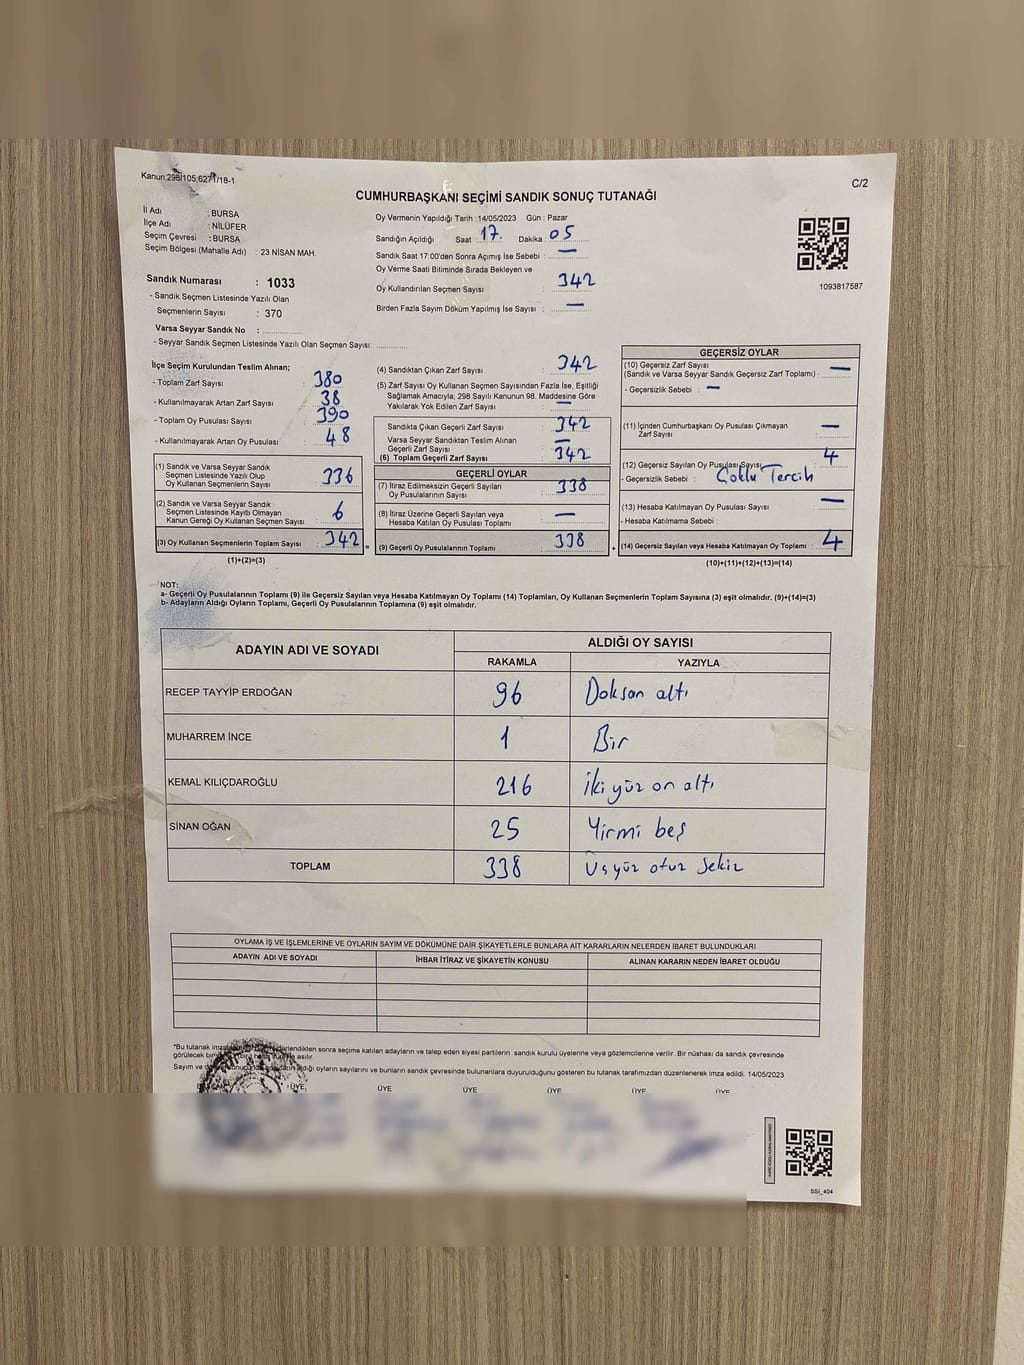 Kanun:298/105;6271/18-1
C/2
CUMHURBAŞKANI SEÇİMİ SANDIK SONUÇ TUTANAĞI
İl Adı : BURSA
İlçe Adı : NİLÜFER
Seçim Çevresi : BURSA
Seçim Bölgesi (Mahalle Adı) : 23 NİSAN MAH
Sandık Numarası : 1033
- Sandık Seçmen Listesinde Yazılı Olan
Seçmenlerin Sayısı : 370
Varsa Seyyar Sandık No :
- Seyyar Sandık Seçmen Listesinde Yazılı Olan Seçmen Sayısı:
Oy Vermenin Yapıldığı Tarih : 14/05/2023 Gün : Pazar
Sandığın Açıldığı Saat 17. Dakika : 05
Sandık Saat 17:00'den Sonra Açımış İse Sebebi : —
Oy Verme Saati Bitiminde Sırada Bekleyen ve
Oy Kullandırılan Seçmen Sayısı : 342
Birden Fazla Sayım Döküm Yapılmış İse Sayısı : —
1093817587
İlçe Seçim Kurulundan Teslim Alınan;
- Toplam Zarf Sayısı : 380
- Kullanılmayarak Artan Zarf Sayısı : 38
- Toplam Oy Pusulası Sayısı : 390
- Kullanılmayarak Artan Oy Pusulası : 48
(1) Sandık ve Varsa Seyyar Sandık
Seçmen Listesinde Yazılı Olup
Oy Kullanan Seçmenlerin Sayısı : 336
(2) Sandık ve Varsa Seyyar Sandık
Seçmen Listesinde Kayıtlı Olmayan
Kanun Gereği Oy Kullanan Seçmen Sayısı : 6
(3) Oy Kullanan Seçmenlerin Toplam Sayısı : 342
(1)+(2)=(3)
(4) Sandıktan Çıkan Zarf Sayısı : 342
(5) Zarf Sayısı Oy Kullanan Seçmen Sayısından Fazla İse, Eşitliği
Sağlamak Amacıyla; 298 Sayılı Kanunun 98. Maddesine Göre
Yakılarak Yok Edilen Zarf Sayısı : —
Sandıkta Çıkan Geçerli Zarf Sayısı : 342
Varsa Seyyar Sandıktan Teslim Alınan
Geçerli Zarf Sayısı : —
(6) Toplam Geçerli Zarf Sayısı : 342
GEÇERLİ OYLAR
(7) İtiraz Edilmeksizin Geçerli Sayılan
Oy Pusulalarının Sayısı : 338
(8) İtiraz Üzerine Geçerli Sayılan veya
Hesaba Katılan Oy Pusulası Toplamı : —
(9) Geçerli Oy Pusulalarının Toplamı : 338
GEÇERSİZ OYLAR
(10) Geçersiz Zarf Sayısı
(Sandık ve Varsa Seyyar Sandık Geçersiz Zarf Toplamı) : —
- Geçersizlik Sebebi : —
(11) İçinden Cumhurbaşkanı Oy Pusulası Çıkmayan
Zarf Sayısı : —
(12) Geçersiz Sayılan Oy Pusulası Sayısı : 4
- Geçersizlik Sebebi : Çoklu Tercih
(13) Hesaba Katılmayan Oy Pusulası Sayısı : —
- Hesaba Katılmama Sebebi :
(14) Geçersiz Sayılan veya Hesaba Katılmayan Oy Toplamı : 4
(10)+(11)+(12)+(13)=(14)
NOT:
a- Geçerli Oy Pusulalarının Toplamı (9) ile Geçersiz Sayılan veya Hesaba Katılmayan Oy Toplamı (14) Toplamları, Oy Kullanan Seçmenlerin Toplam Sayısına (3) eşit olmalıdır. (9)+(14)=(3)
b- Adayların Aldığı Oyların Toplamı, Geçerli Oy Pusulalarının Toplamına (9) eşit olmalıdır.
ADAYIN ADI VE SOYADI ALDIĞI OY SAYISI
RAKAMLA YAZIYLA
RECEP TAYYİP ERDOĞAN 96 Doksan altı
MUHARREM İNCE 1 Bir
KEMAL KILIÇDAROĞLU 216 İki yüz on altı
SİNAN OĞAN 25 Yirmi beş
TOPLAM 338 Üçyüz otuz Sekiz
OYLAMA İŞ VE İŞLEMLERİNE VE OYLARIN SAYIM VE DÖKÜMÜNE DAİR ŞİKAYETLERLE BUNLARA AİT KARARLARIN NELERDEN İBARET BULUNDUKLARI
ADAYIN ADI VE SOYADI İHBAR İTİRAZ VE ŞİKAYETİN KONUSU ALINAN KARARIN NEDEN İBARET OLDUĞU
*Bu tutanak sonra seçime katılan adayların ve talep eden siyasi partilerin sandık kurulu üyelerine veya gözlemcilerine verilir. Bir nüshası da sandık çevresinde
görülecek asılır.
Sayım ve aldığı oyların sayılarını ve bunların sandık çevresinde bulunanlara duyurulduğunu gösteren bu tutanak tarafımızdan düzenlenerek imza edildi. 14/05/2023
ÜYE ÜYE ÜYE ÜYE ÜYE
SSI_404